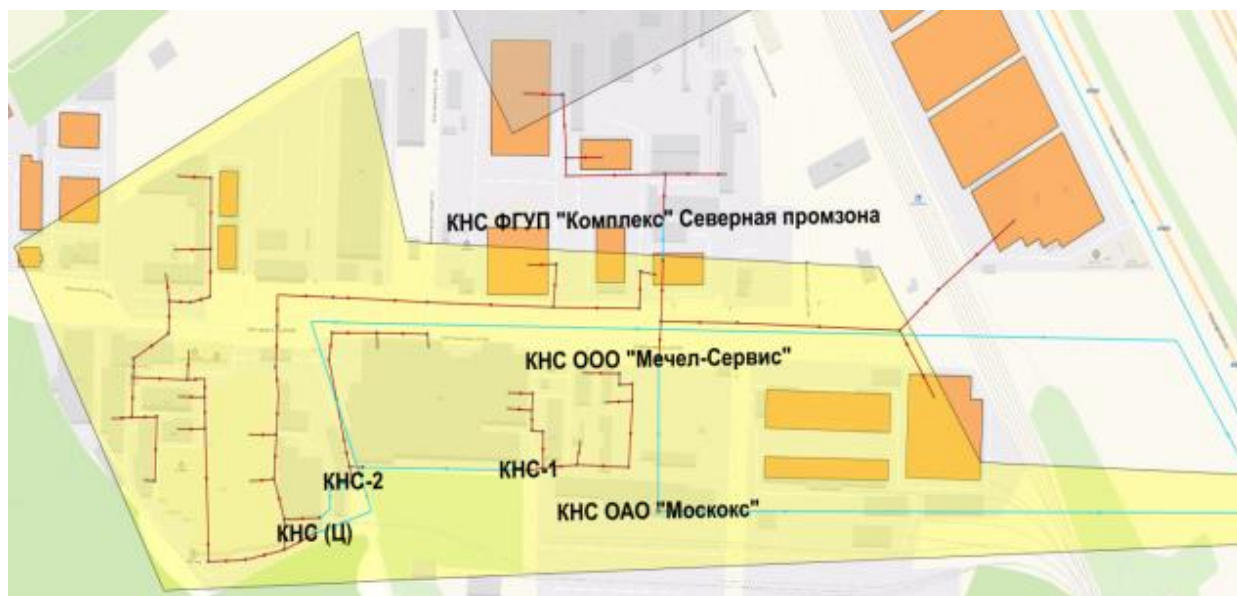 КНС ФГУП "Комплекс" Северная промзона
КНС ООО "Мечел-Сервис"
КНС-2
КНС-1
КНС ОАО "Москокс"
КНС (Ц)